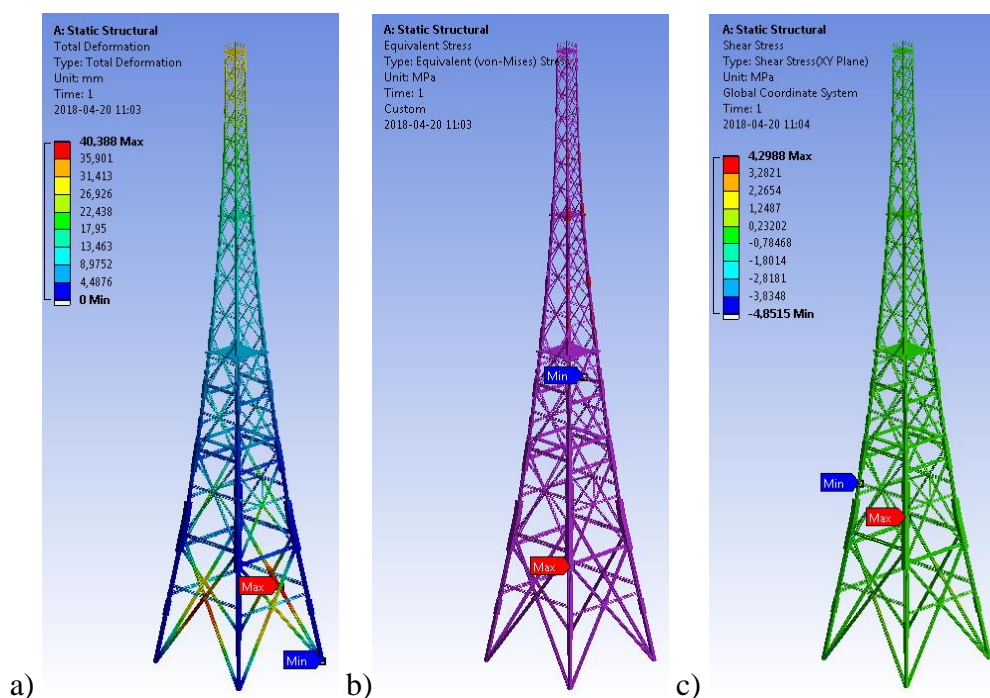 A: Static Structural
Total Deformation
Type: Total Deformation
Unit: mm
Time: 1
2018-04-20 11:03
40,388 Max
35,901
31,413
26,926
22,438
17,95
13,463
8,9752
4,4876
0 Min
Max
Min
a)
A: Static Structural
Equivalent Stress
Type: Equivalent (von-Mises) Stress
Unit: MPa
Time: 1
Custom
2018-04-20 11:03
Min
Max
b)
A: Static Structural
Shear Stress
Type: Shear Stress(XY Plane)
Unit: MPa
Global Coordinate System
Time: 1
2018-04-20 11:04
4,2988 Max
3,2821
2,2654
1,2487
0,23202
-0,78468
-1,8014
-2,8181
-3,8348
-4,8515 Min
Min
Max
c)